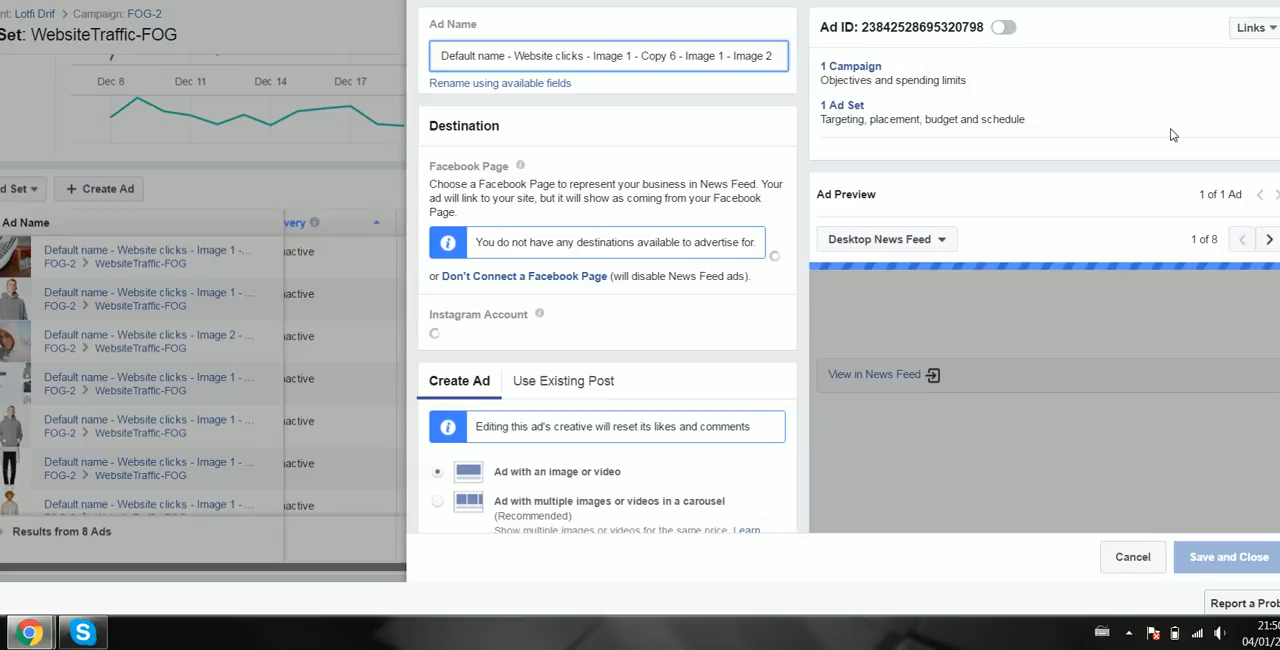 nt: Lotfi Drif > Campaign: FOG-2
Set: WebsiteTraffic-FOG
Dec 8 Dec 11 Dec 14 Dec 17
d Set + Create Ad
Ad Name very
Default name - Website clicks - Image 1 -... active
FOG-2 > WebsiteTraffic-FOG
Default name - Website clicks - Image 1 -... active
FOG-2 > WebsiteTraffic-FOG
Default name - Website clicks - Image 2 -... active
FOG-2 > WebsiteTraffic-FOG
Default name - Website clicks - Image 1 -... active
FOG-2 > WebsiteTraffic-FOG
Default name - Website clicks - Image 1 -... active
FOG-2 > WebsiteTraffic-FOG
Default name - Website clicks - Image 1 -... active
FOG-2 > WebsiteTraffic-FOG
Default name - Website clicks - Image 1 -... active
Results from 8 Ads
Ad Name
Default name - Website clicks - Image 1 - Copy 6 - Image 1 - Image 2
Rename using available fields
Destination
Facebook Page
Choose a Facebook Page to represent your business in News Feed. Your
ad will link to your site, but it will show as coming from your Facebook
Page.
You do not have any destinations available to advertise for.
or Don't Connect a Facebook Page (will disable News Feed ads).
Instagram Account
Create Ad Use Existing Post
Editing this ad's creative will reset its likes and comments
Ad with an image or video
Ad with multiple images or videos in a carousel
(Recommended)
Show multiple images or videos for the same price. Learn
Ad ID: 23842528695320798 Links
1 Campaign
Objectives and spending limits
1 Ad Set
Targeting, placement, budget and schedule
Ad Preview 1 of 1 Ad
Desktop News Feed 1 of 8
View in News Feed
Cancel Save and Close
Report a Prob
21:50
04/01/2